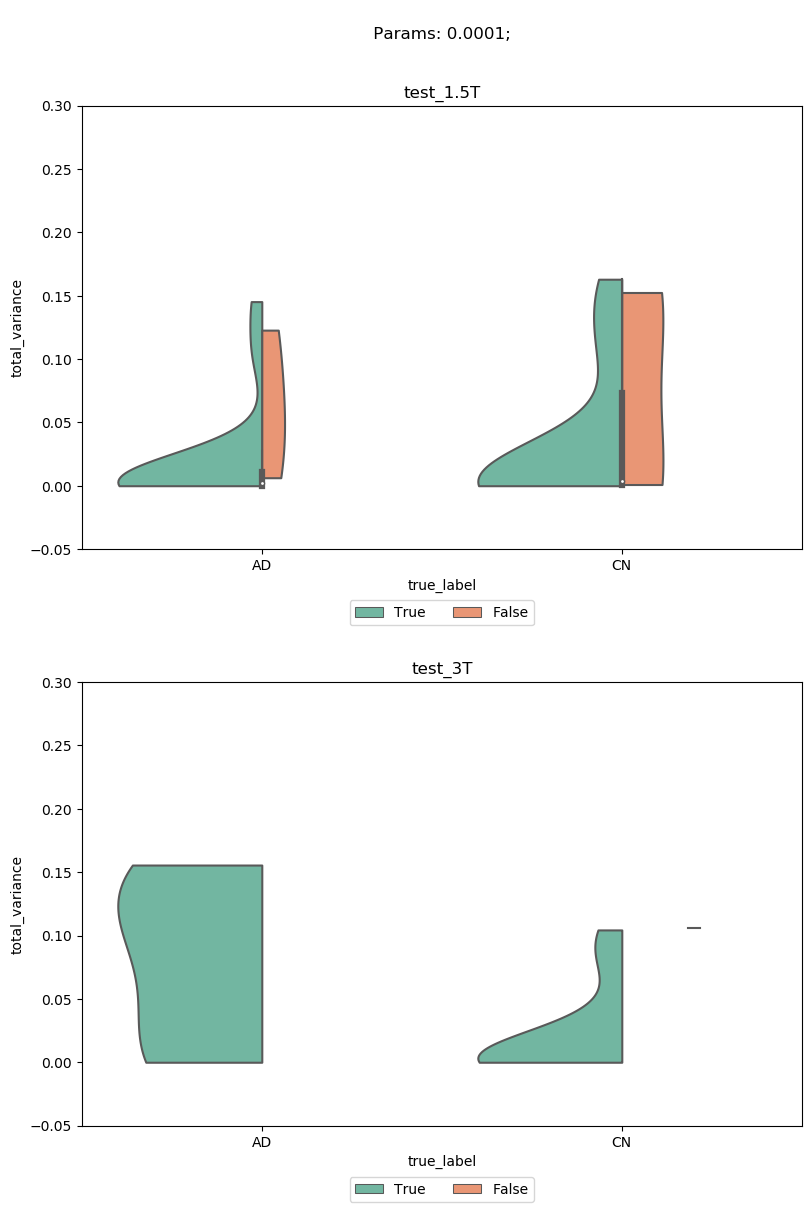 Params: 0.0001;
test_1.5T
0.30
0.25
0.20
0.15
0.10
0.05
0.00
−0.05
total_variance
AD CN
true_label
True False
test_3T
0.30
0.25
0.20
0.15
0.10
0.05
0.00
−0.05
total_variance
AD CN
true_label
True False